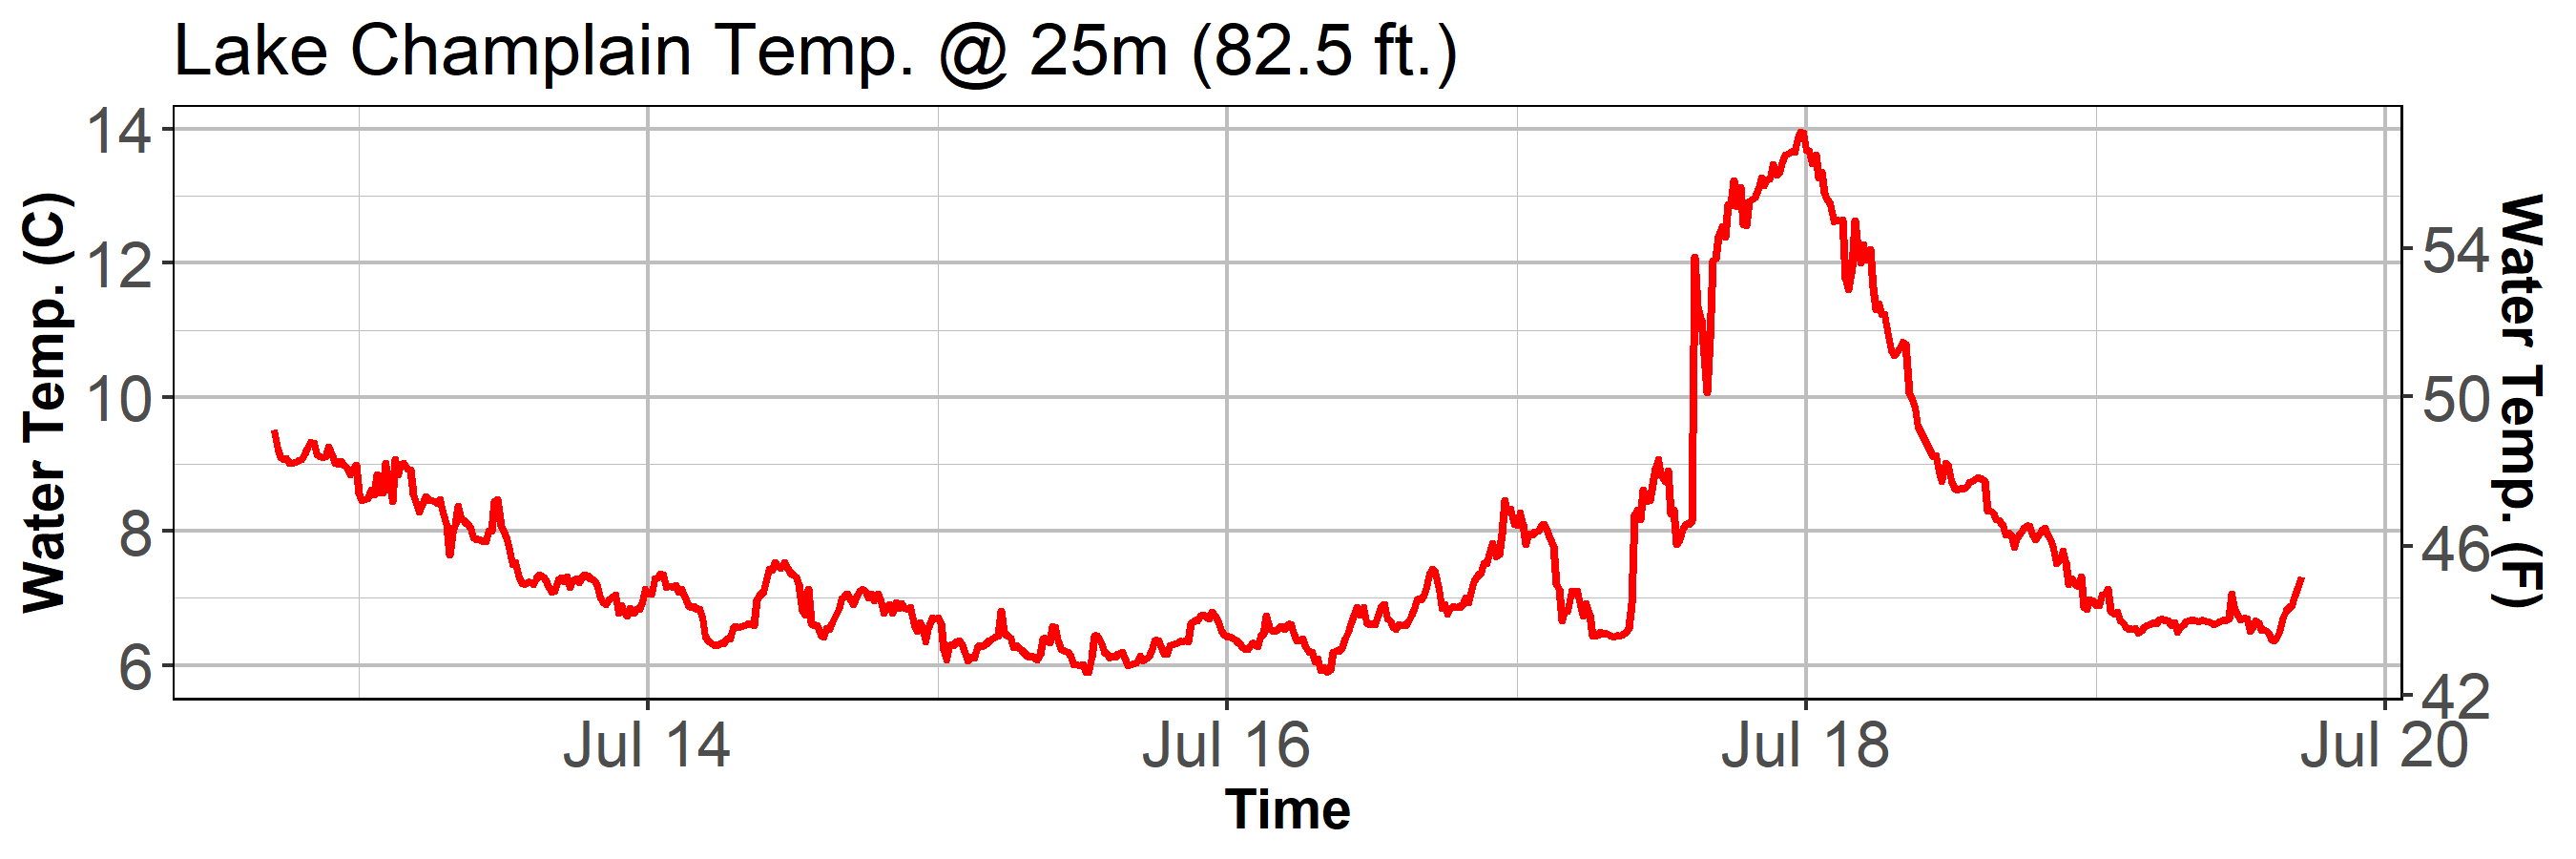 Lake Champlain Temp. @ 25m (82.5 ft.)
Water Temp. (C)
14
12
10
8
6
54
50
46
42
Water Temp. (F)
Jul 14
Jul 16
Jul 18
Jul 20
Time